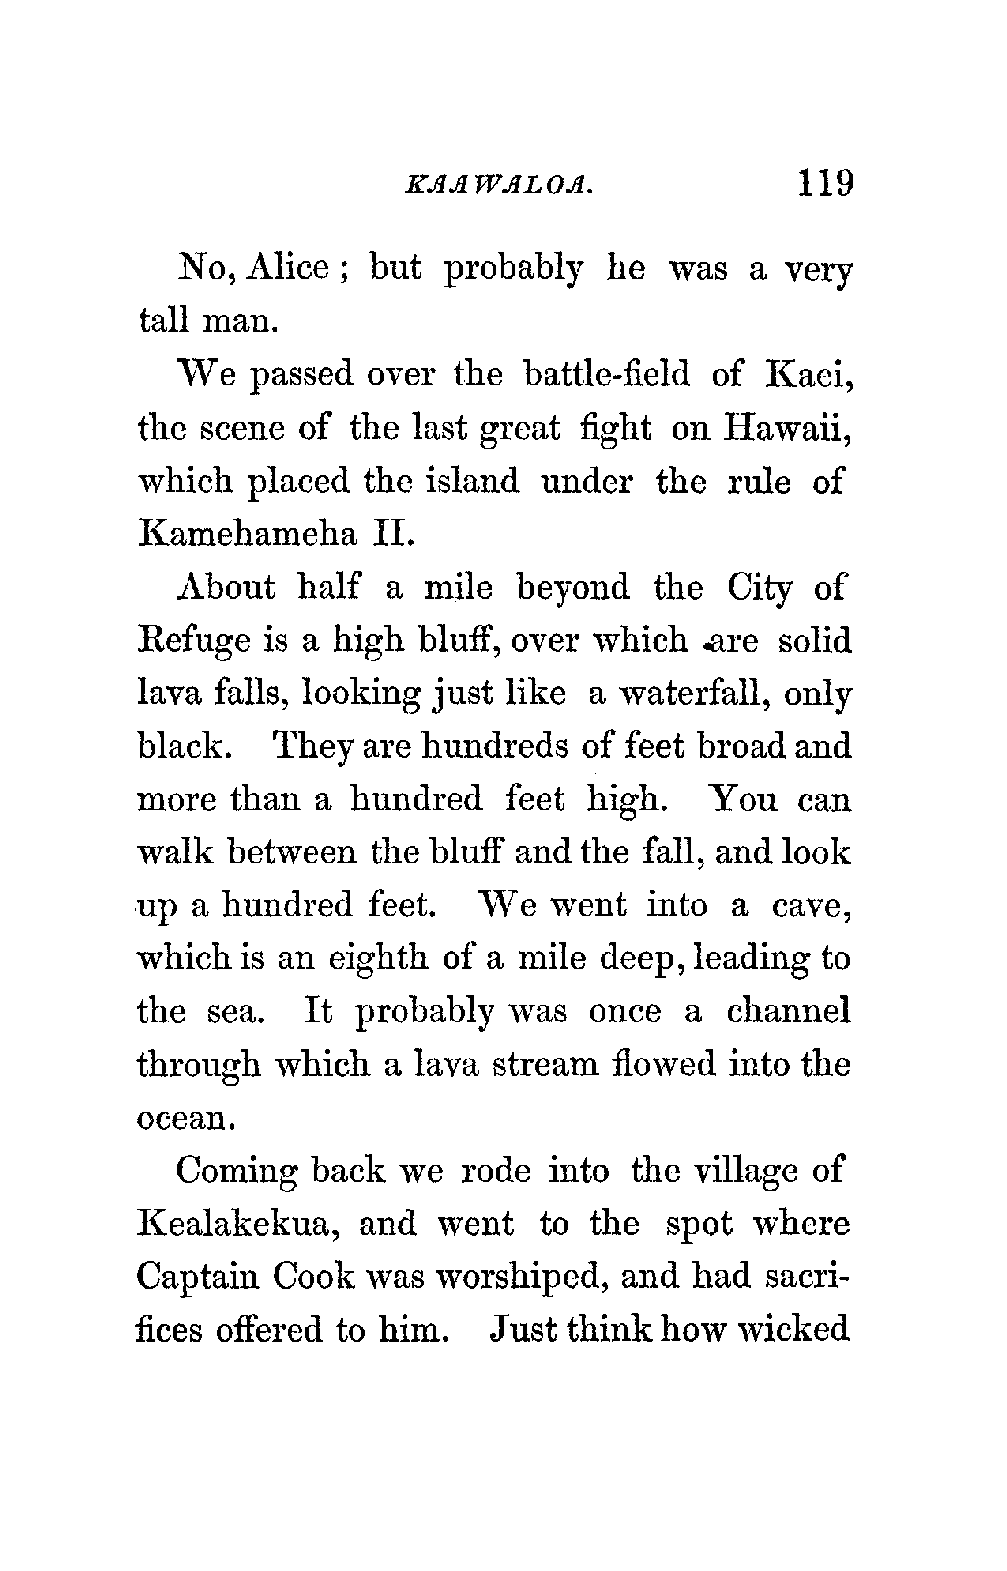 KAAWALOA. 119
No, Alice ; but probably he was a very
tall man.
We passed over the battle-field of Kaei,
the scene of the last great fight on Hawaii,
which placed the island under the rule of
Kamehameha II.
About half a mile beyond the City of
Refuge is a high bluff, over which are solid
lava falls, looking just like a waterfall, only
black. They are hundreds of feet broad and
more than a hundred feet high. You can
walk between the bluff and the fall, and look
up a hundred feet. We went into a cave,
which is an eighth of a mile deep, leading to
the sea. It probably was once a channel
through which a lava stream flowed into the
ocean.
Coming back we rode into the village of
Kealakekua, and went to the spot where
Captain Cook was worshiped, and had sacri-
fices offered to him. Just think how wicked